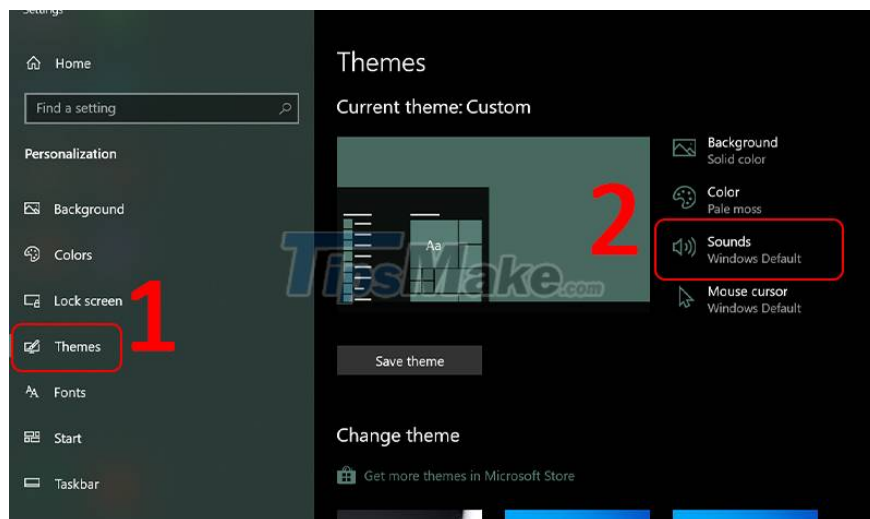 Settings
Home
Find a setting
Personalization
Background
Colors
Lock screen
Themes
Fonts
Start
Taskbar
1
Themes
Current theme: Custom
Aa
TipsMake.com
2
Background
Solid color
Color
Pale moss
Sounds
Windows Default
Mouse cursor
Windows Default
Save theme
Change theme
Get more themes in Microsoft Store